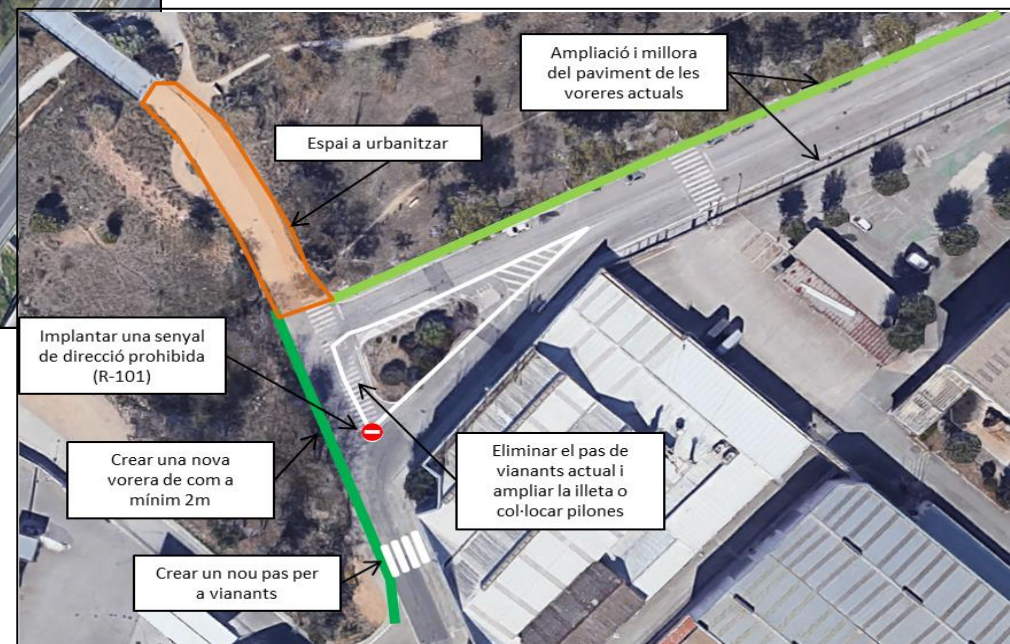 Ampliació i millora
del paviment de les
voreres actuals
Espai a urbanitzar
Implantar una senyal
de direcció prohibida
(R-101)
Crear una nova
vorera de com a
mínim 2m
Eliminar el pas de
vianants actual i
ampliar la illeta o
col·locar pilones
Crear un nou pas per
a vianants